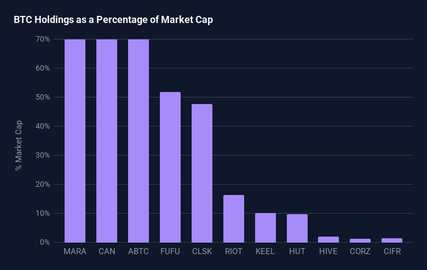 BTC Holdings as a Percentage of Market Cap
70%
60%
50%
40%
30%
20%
10%
0%
% Market Cap
MARA CAN ABTC FUFU CLSK RIOT KEEL HUT HIVE CORZ CIFR